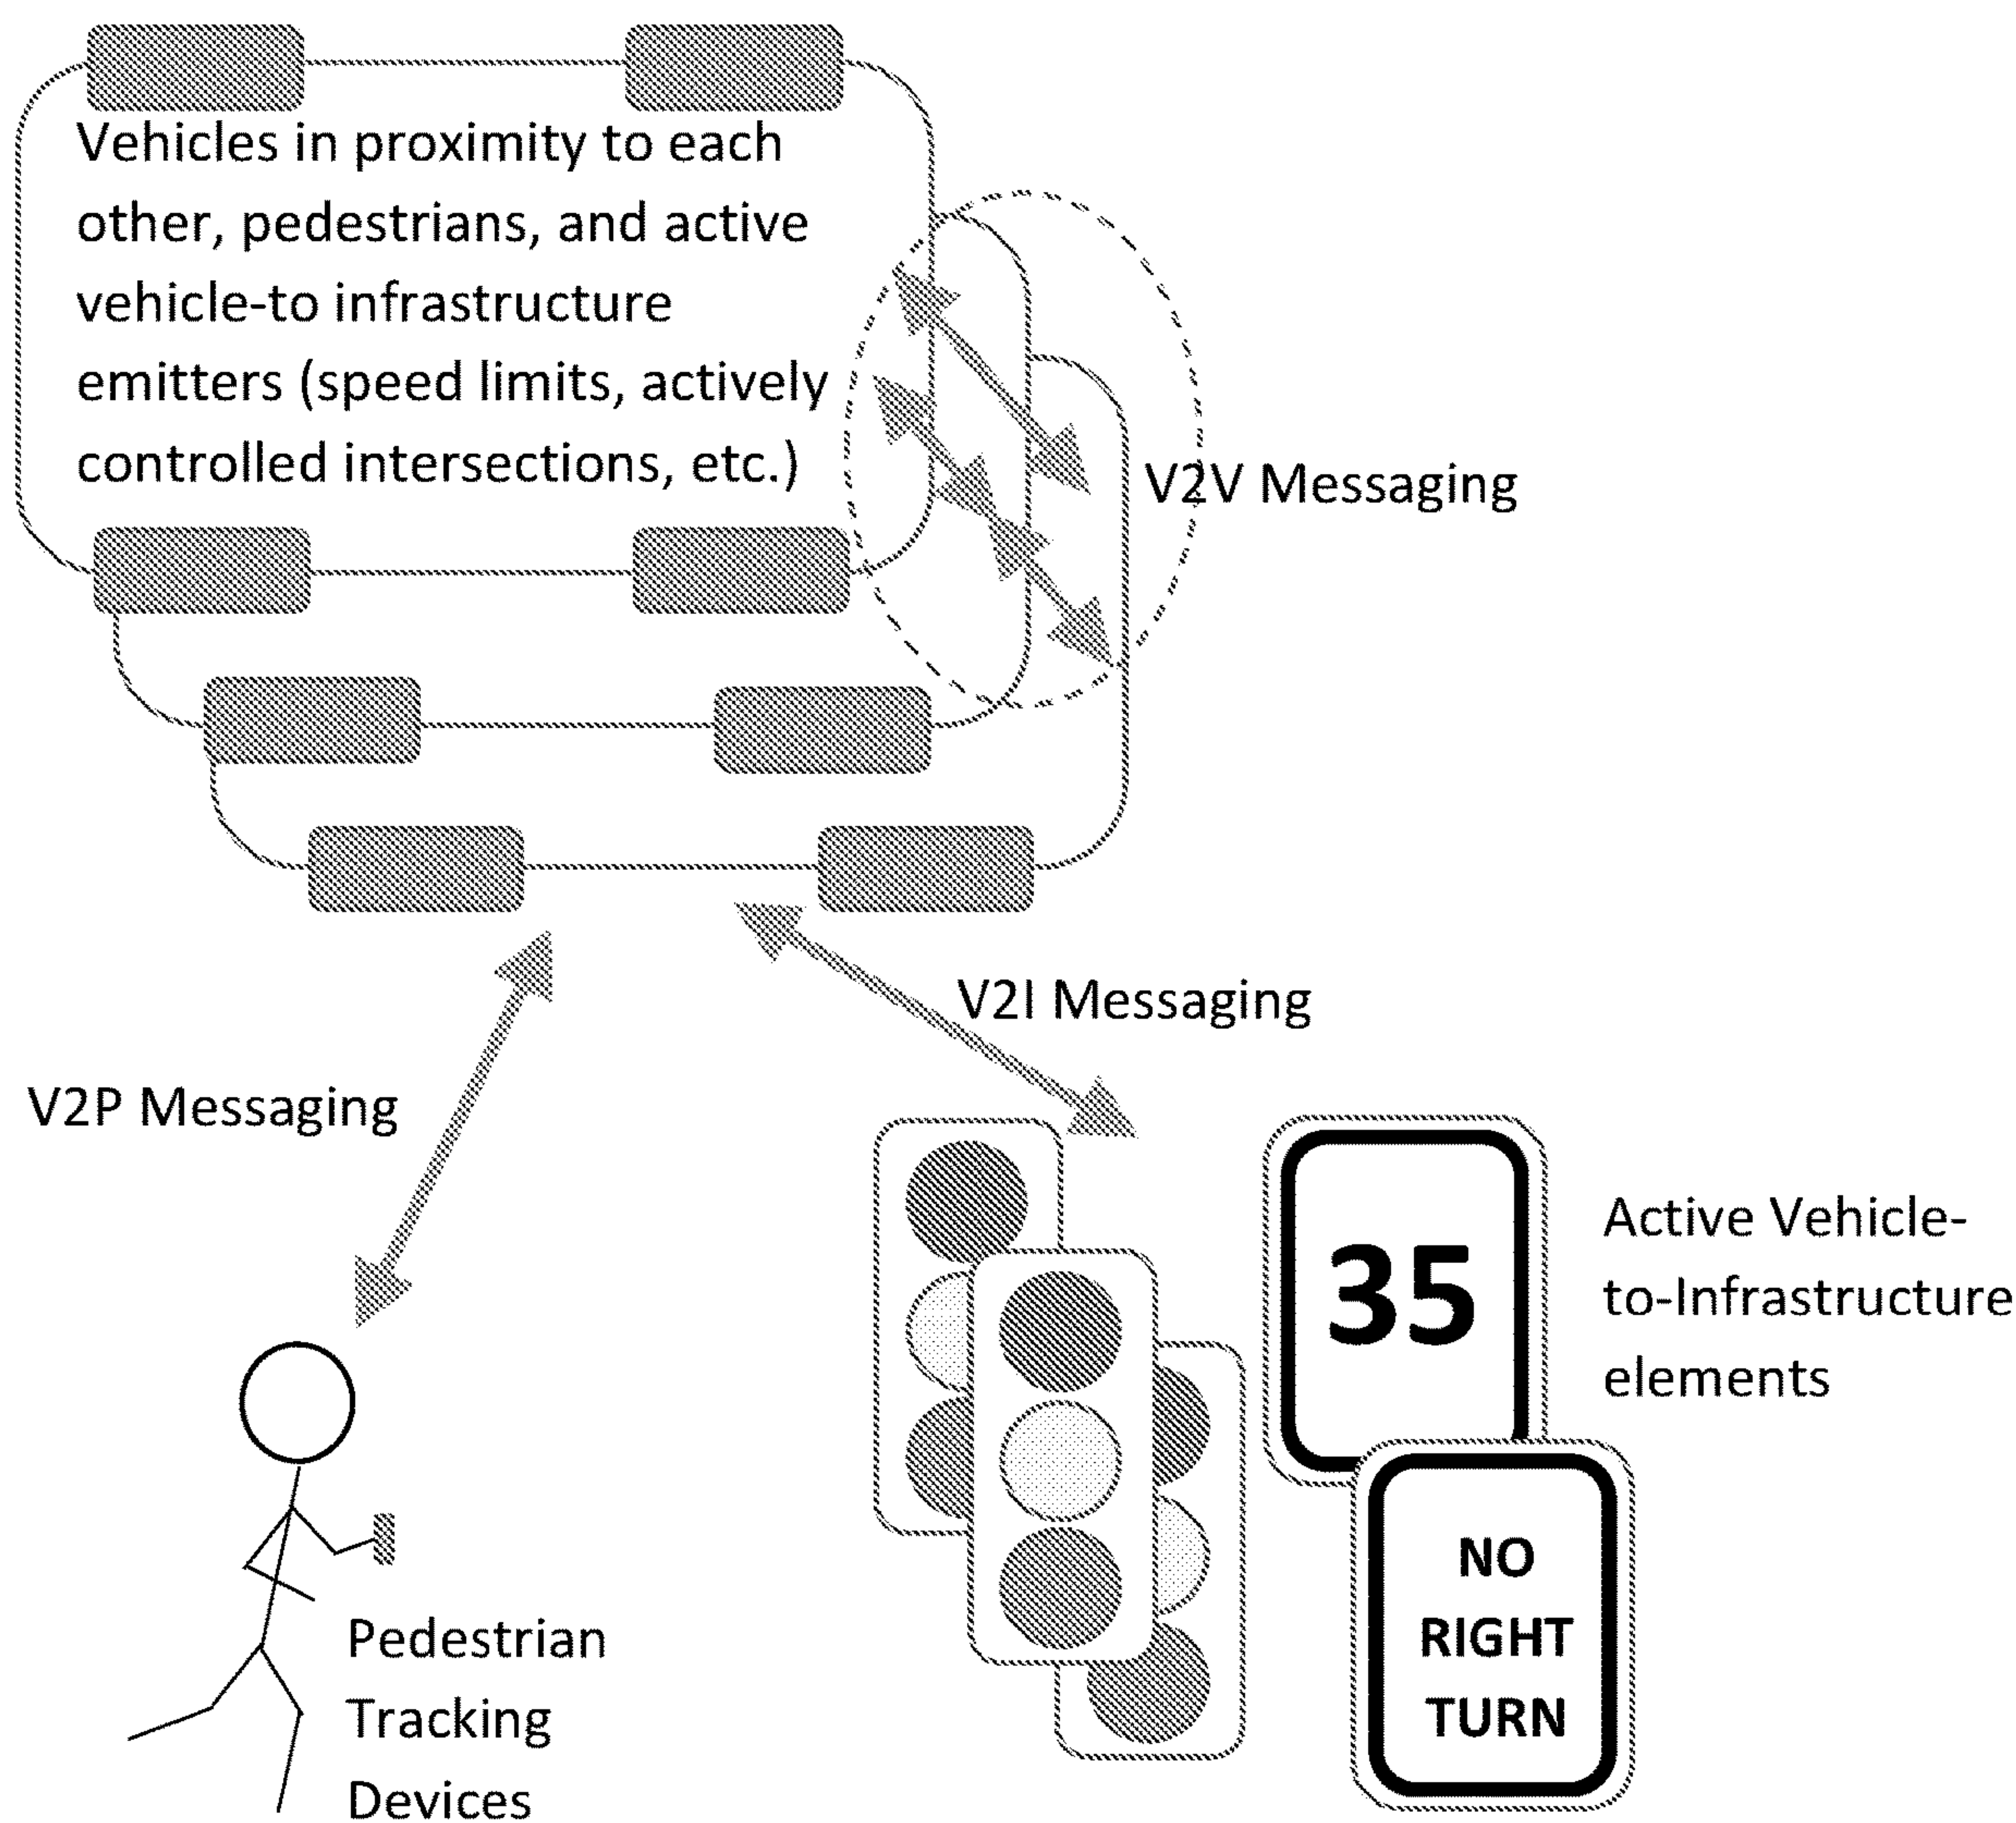 Vehicles in proximity to each
other, pedestrians, and active
vehicle-to infrastructure
emitters (speed limits, actively
controlled intersections, etc.)
V2V Messaging
V2I Messaging
V2P Messaging
35
Active Vehicle-
to-Infrastructure
elements
NO
RIGHT
TURN
Pedestrian
Tracking
Devices